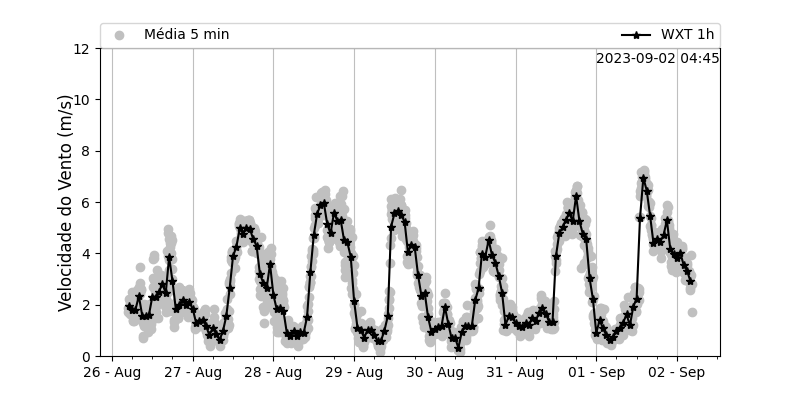 Média 5 min
WXT 1h
2023-09-02 04:45
Velocidade do Vento (m/s)
12
10
8
6
4
2
0
26 - Aug 27 - Aug 28 - Aug 29 - Aug 30 - Aug 31 - Aug 01 - Sep 02 - Sep